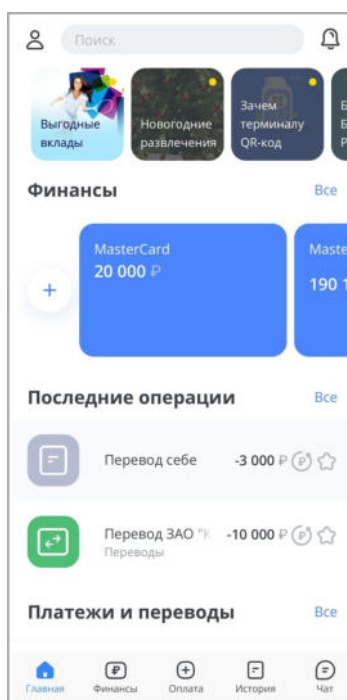 Поиск
Выгодные
вклады
Новогодние
развлечения
Зачем
терминалу
QR-код
Финансы
Все
MasterCard
20 000 ₽
190 1
+
Последние операции
Все
Перевод себе
-3 000 ₽
Перевод ЗАО
-10 000 ₽
Переводы
Платежи и переводы
Все
Главная
Финансы
Оплата
История
Чат